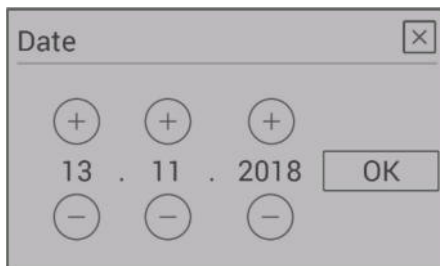 Date
+ + +
13 . 11 . 2018 OK
− − −